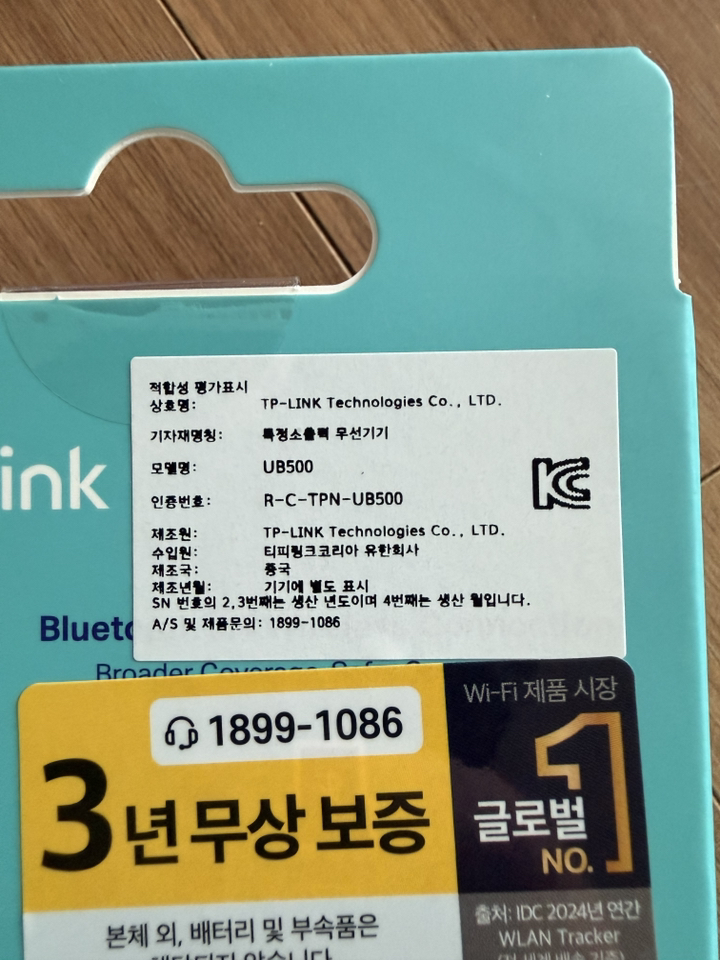 적합성 평가표시
상호명: TP-LINK Technologies Co., LTD.
기자재명칭: 특정소출력 무선기기
모델명: UB500
인증번호: R-C-TPN-UB500
제조원: TP-LINK Technologies Co., LTD.
수입원: 티피링크코리아 유한회사
제조국: 중국
제조년월: 기기에 별도 표시
SN 번호의 2,3번째는 생산 년도이며 4번째는 생산 월입니다.
A/S 및 제품문의: 1899-1086
KC
ink
Blueto
Broader Coverage,
1899-1086
3년 무상 보증
본체 외, 배터리 및 부속품은
Wi-Fi 제품 시장
글로벌 1
NO.
출처: IDC 2024년 연간
WLAN Tracker